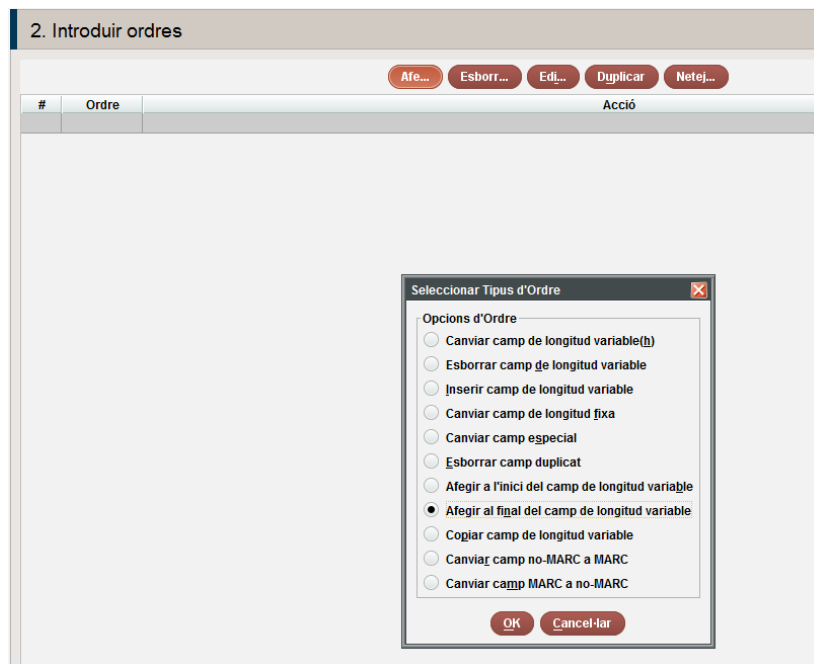 2. Introduir ordres
Afe... Esborr... Edi... Duplicar Netej...
# Ordre Acció
Seleccionar Tipus d'Ordre
Opcions d'Ordre
Canviar camp de longitud variable(h)
Esborrar camp de longitud variable
Inserir camp de longitud variable
Canviar camp de longitud fixa
Canviar camp especial
Esborrar camp duplicat
Afegir a l'inici del camp de longitud variable
Afegir al final del camp de longitud variable
Copiar camp de longitud variable
Canviar camp no-MARC a MARC
Canviar camp MARC a no-MARC
OK Cancel·lar